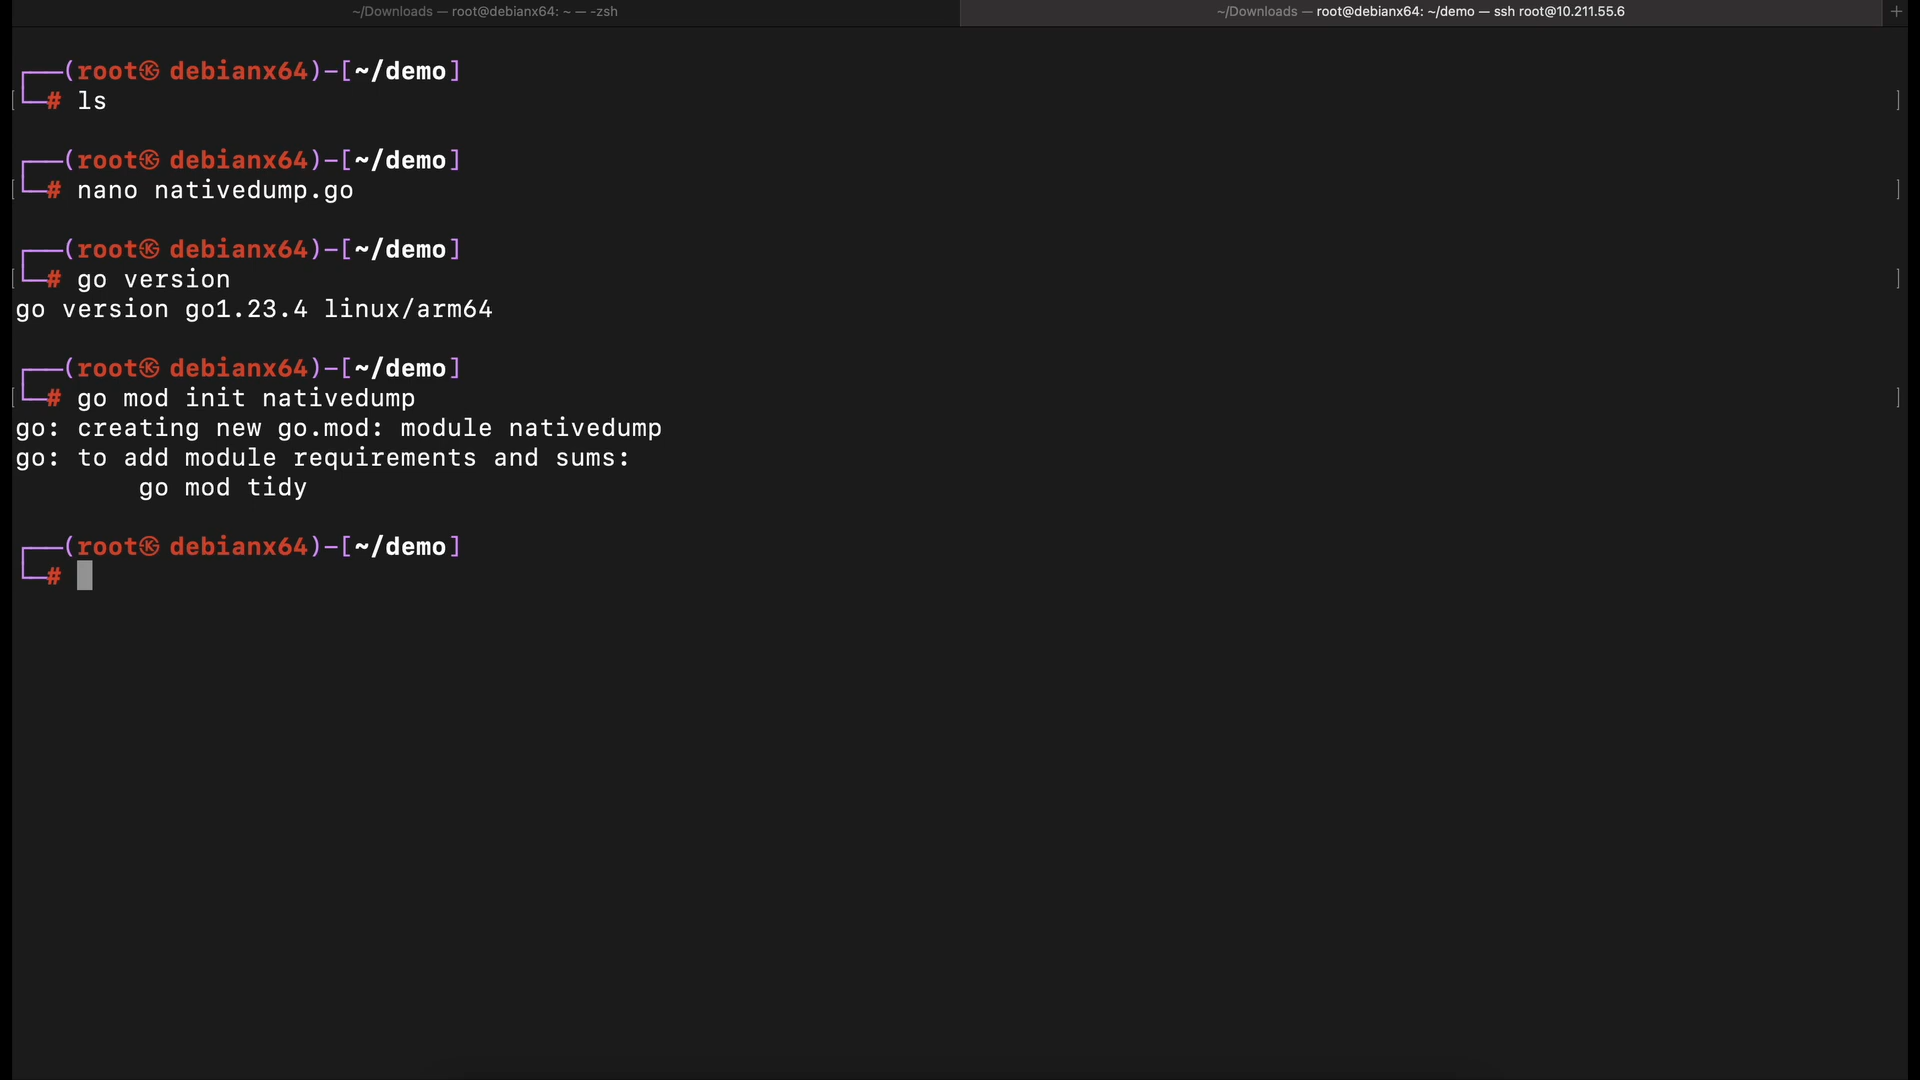 ~/Downloads — root@debianx64: ~ — -zsh
~/Downloads — root@debianx64: ~/demo — ssh root@10.211.55.6
+
┌──(root㉿debianx64)-[~/demo]
[└─# ls ]
┌──(root㉿debianx64)-[~/demo]
[└─# nano nativedump.go ]
┌──(root㉿debianx64)-[~/demo]
[└─# go version ]
go version go1.23.4 linux/arm64
┌──(root㉿debianx64)-[~/demo]
[└─# go mod init nativedump ]
go: creating new go.mod: module nativedump
go: to add module requirements and sums:
go mod tidy
┌──(root㉿debianx64)-[~/demo]
└─#